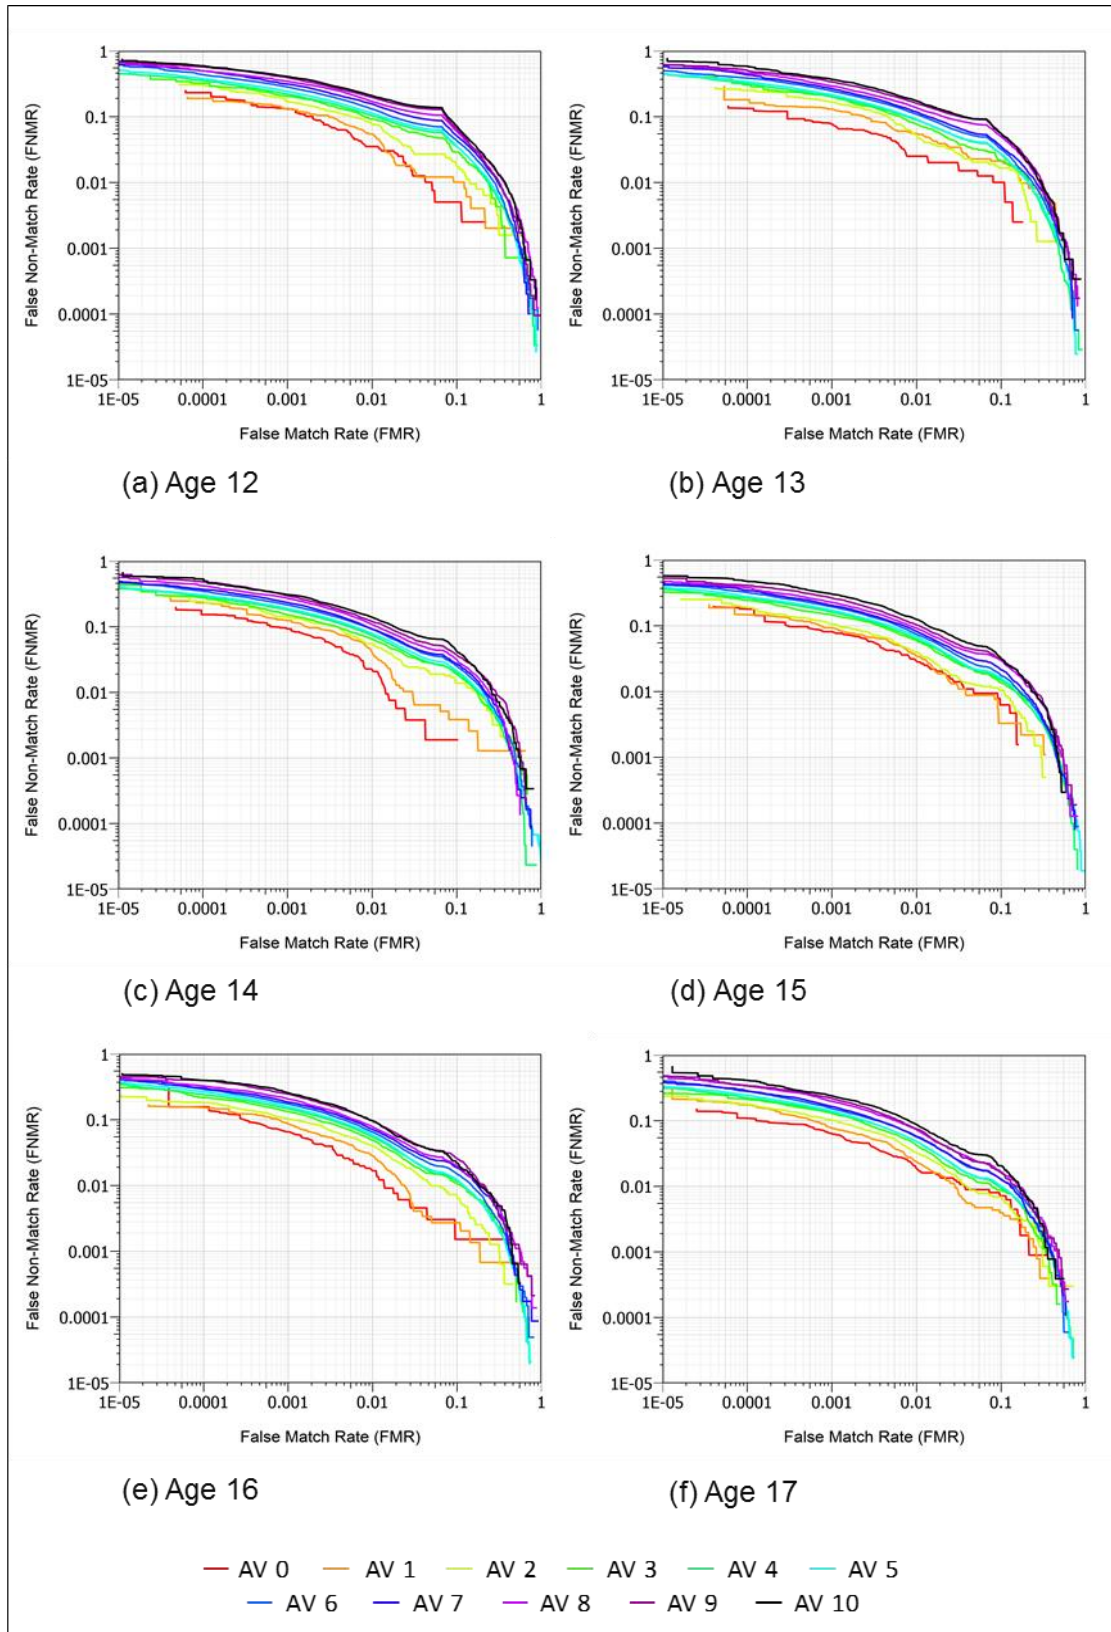 1
1
0.1
0.1
0.01
0.01
0.001
0.001
0.0001
0.0001
1E-05
1E-05
1E-05 0.0001 0.001 0.01 0.1 1
1E-05 0.0001 0.001 0.01 0.1 1
False Non-Match Rate (FNMR)
False Non-Match Rate (FNMR)
False Match Rate (FMR)
False Match Rate (FMR)
(a) Age 12
(b) Age 13
1
1
0.1
0.1
0.01
0.01
0.001
0.001
0.0001
0.0001
1E-05
1E-05
1E-05 0.0001 0.001 0.01 0.1 1
1E-05 0.0001 0.001 0.01 0.1 1
False Non-Match Rate (FNMR)
False Non-Match Rate (FNMR)
False Match Rate (FMR)
False Match Rate (FMR)
(c) Age 14
(d) Age 15
1
1
0.1
0.1
0.01
0.01
0.001
0.001
0.0001
0.0001
1E-05
1E-05
1E-05 0.0001 0.001 0.01 0.1 1
1E-05 0.0001 0.001 0.01 0.1 1
False Non-Match Rate (FNMR)
False Non-Match Rate (FNMR)
False Match Rate (FMR)
False Match Rate (FMR)
(e) Age 16
(f) Age 17
AV 0 AV 1 AV 2 AV 3 AV 4 AV 5
AV 6 AV 7 AV 8 AV 9 AV 10